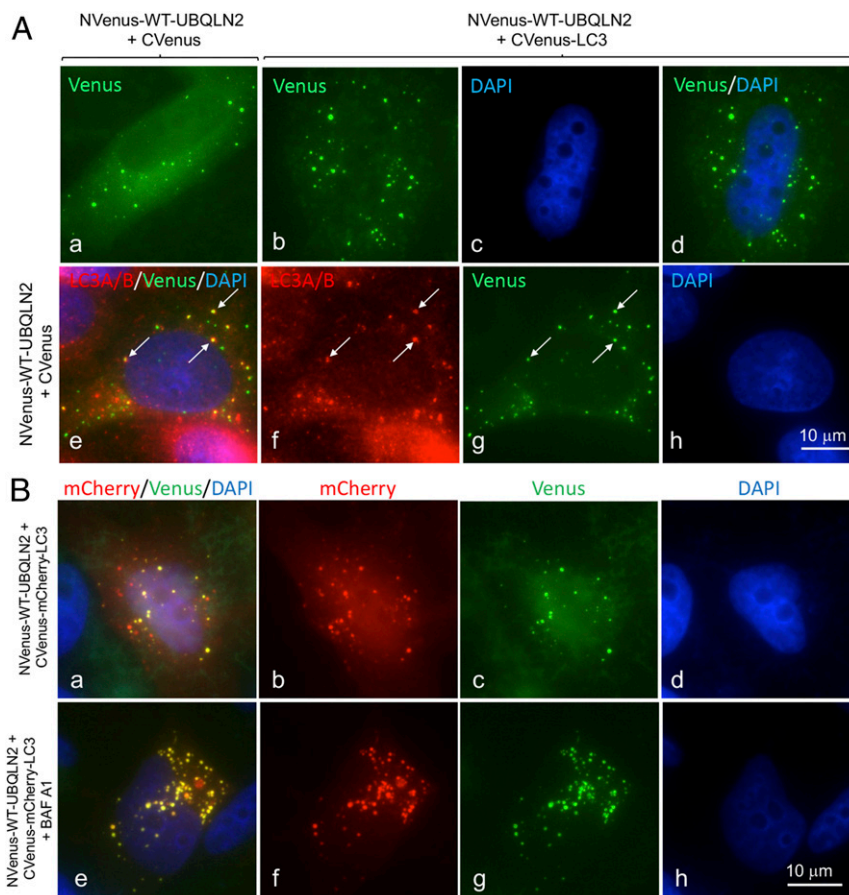 A
NVenus-WT-UBQLN2
+ CVenus
NVenus-WT-UBQLN2
+ CVenus-LC3
Venus
Venus
DAPI
Venus/DAPI
a
b
c
d
NVenus-WT-UBQLN2
+ CVenus
LC3A/B/Venus/DAPI
LC3A/B
Venus
DAPI
e
f
g
h
10 μm
B
mCherry/Venus/DAPI
mCherry
Venus
DAPI
NVenus-WT-UBQLN2 +
CVenus-mCherry-LC3
a
b
c
d
NVenus-WT-UBQLN2 +
CVenus-mCherry-LC3
+ BAF A1
e
f
g
h
10 μm